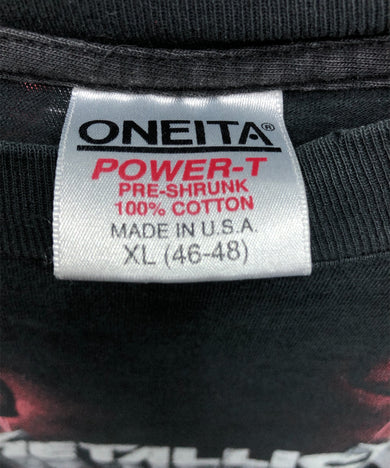 ONEITA®
POWER-T
PRE-SHRUNK
100% COTTON
MADE IN U.S.A.
XL (46-48)